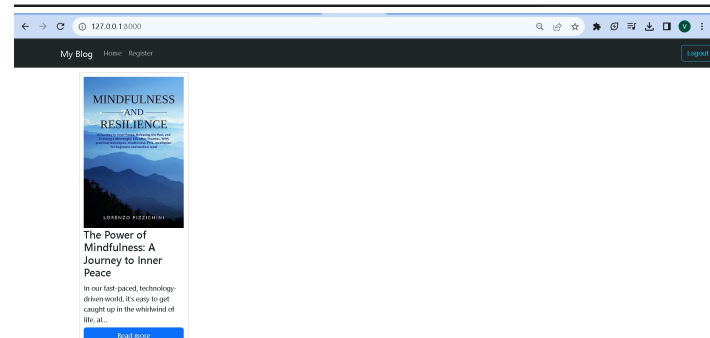 127.0.0.1:8000
V
My Blog Home Register Logout
MINDFULNESS
AND
RESILIENCE
LORENZO PIZZICHINI
The Power of
Mindfulness: A
Journey to Inner
Peace
In our fast-paced, technology-
driven world, it's easy to get
caught up in the whirlwind of
life, al...
Read more